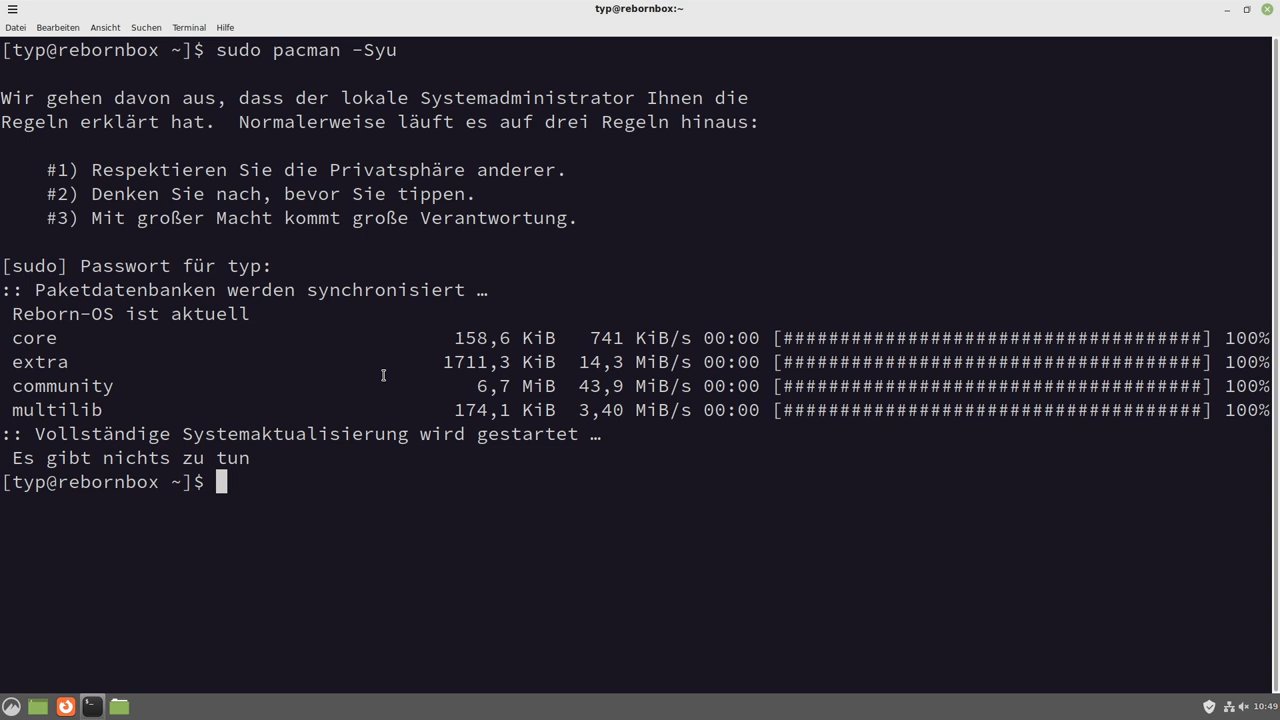 typ@rebornbox:~
Datei Bearbeiten Ansicht Suchen Terminal Hilfe
[typ@rebornbox ~]$ sudo pacman -Syu
Wir gehen davon aus, dass der lokale Systemadministrator Ihnen die
Regeln erklärt hat.  Normalerweise läuft es auf drei Regeln hinaus:
#1) Respektieren Sie die Privatsphäre anderer.
#2) Denken Sie nach, bevor Sie tippen.
#3) Mit großer Macht kommt große Verantwortung.
[sudo] Passwort für typ:
:: Paketdatenbanken werden synchronisiert …
Reborn-OS ist aktuell
core 158,6 KiB 741 KiB/s 00:00 [#####################################] 100%
extra 1711,3 KiB 14,3 MiB/s 00:00 [#####################################] 100%
community 6,7 MiB 43,9 MiB/s 00:00 [#####################################] 100%
multilib 174,1 KiB 3,40 MiB/s 00:00 [#####################################] 100%
:: Vollständige Systemaktualisierung wird gestartet …
Es gibt nichts zu tun
[typ@rebornbox ~]$
10:49